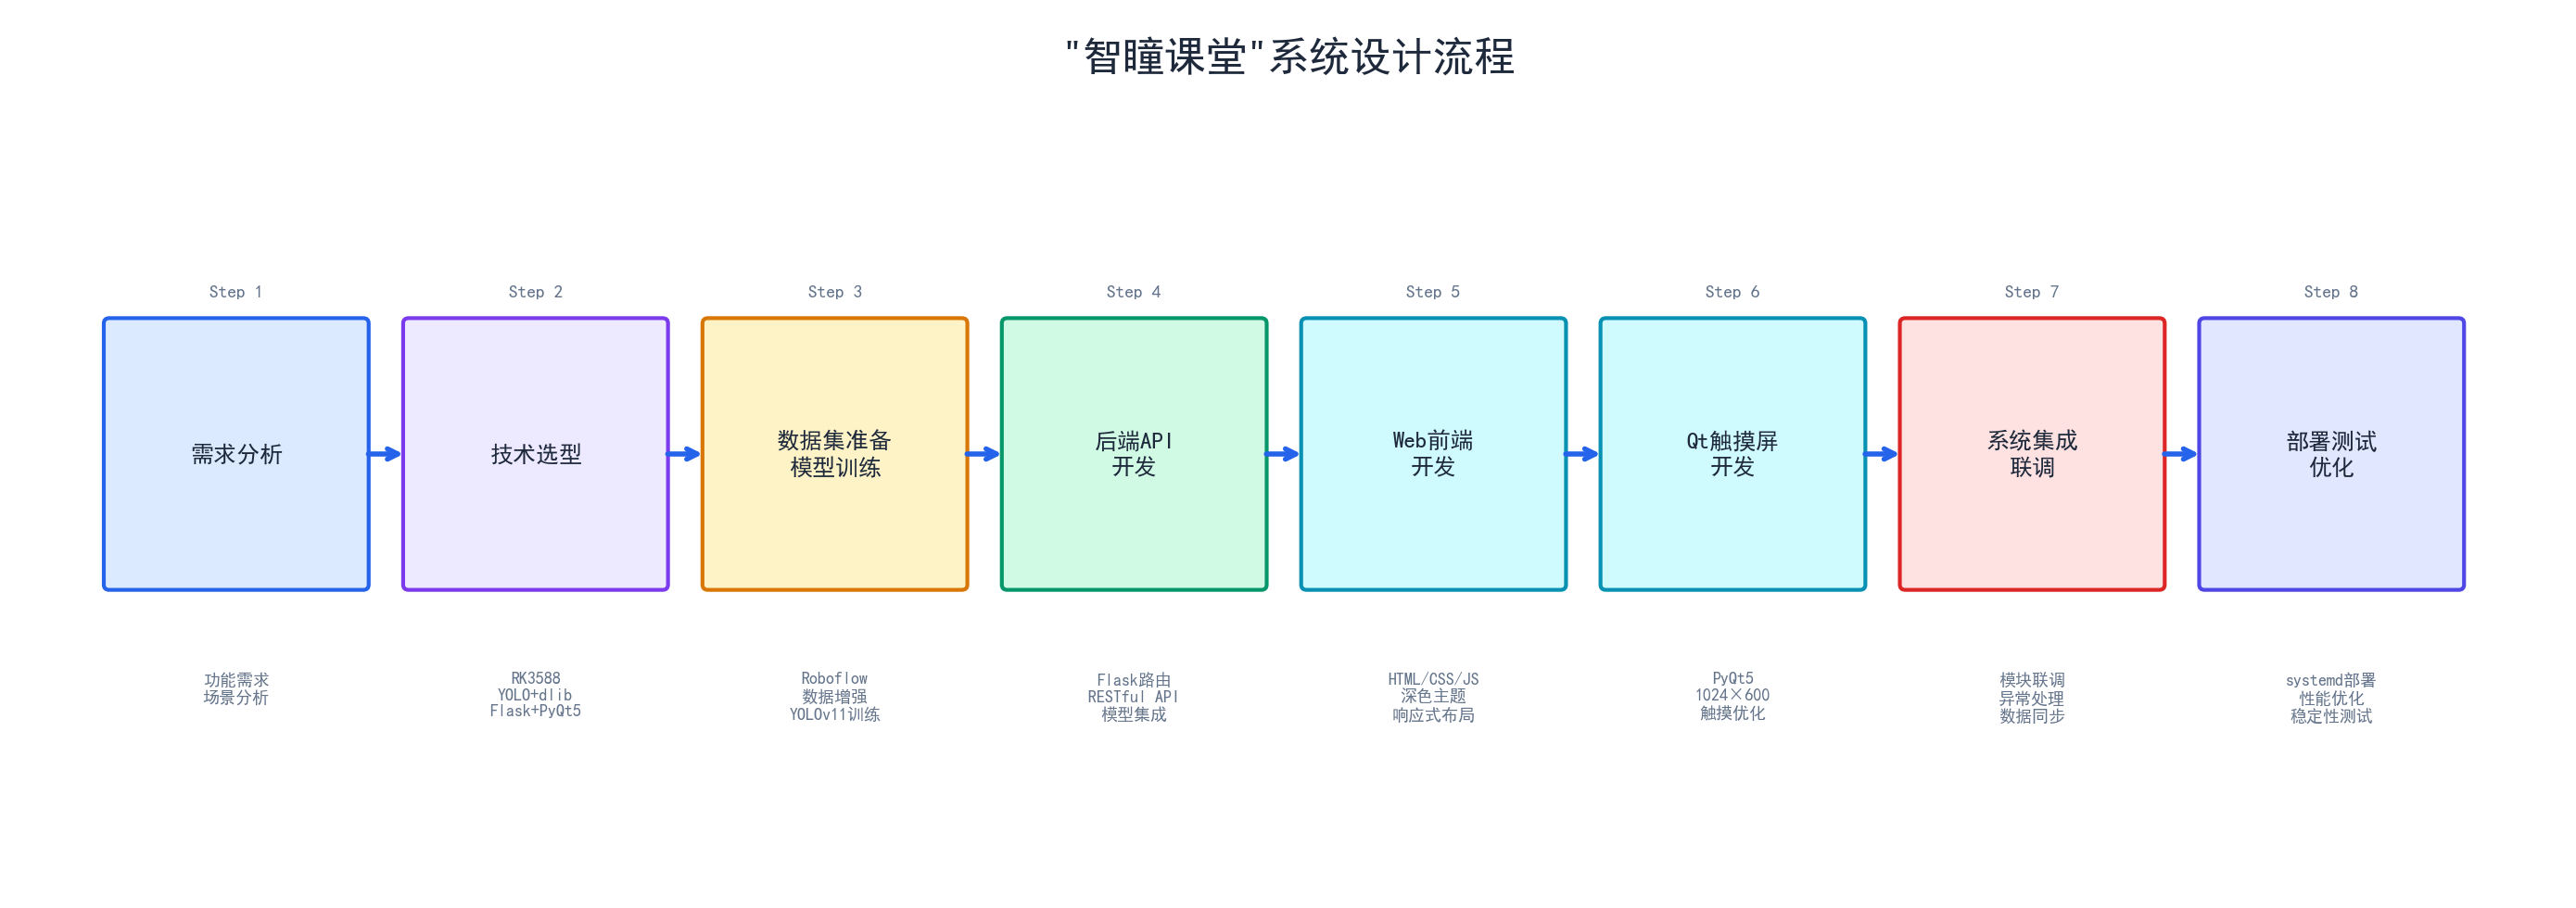 "智瞳课堂"系统设计流程
Step 1
Step 2
Step 3
Step 4
Step 5
Step 6
Step 7
Step 8
需求分析
技术选型
数据集准备
模型训练
后端API
开发
Web前端
开发
Qt触摸屏
开发
系统集成
联调
部署测试
优化
功能需求
场景分析
RK3588
YOLO+dlib
Flask+PyQt5
Roboflow
数据增强
YOLOv11训练
Flask路由
RESTful API
模型集成
HTML/CSS/JS
深色主题
响应式布局
PyQt5
1024×600
触摸优化
模块联调
异常处理
数据同步
systemd部署
性能优化
稳定性测试